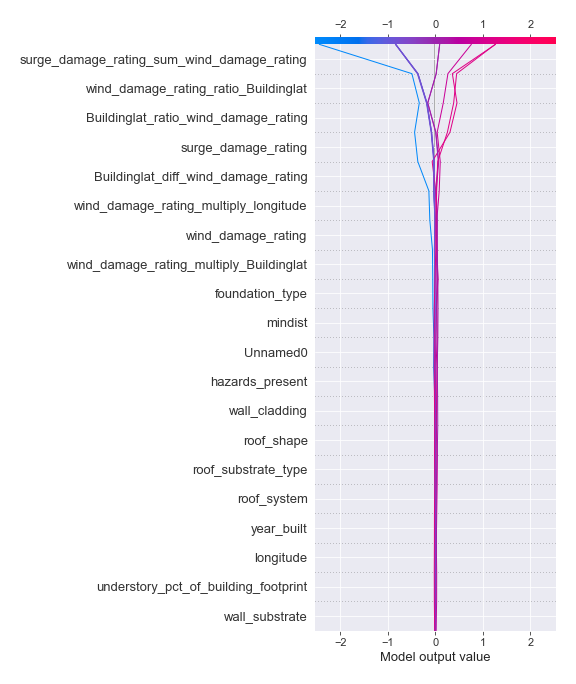 −2 −1 0 1 2
surge_damage_rating_sum_wind_damage_rating
wind_damage_rating_ratio_Buildinglat
Buildinglat_ratio_wind_damage_rating
surge_damage_rating
Buildinglat_diff_wind_damage_rating
wind_damage_rating_multiply_longitude
wind_damage_rating
wind_damage_rating_multiply_Buildinglat
foundation_type
mindist
Unnamed0
hazards_present
wall_cladding
roof_shape
roof_substrate_type
roof_system
year_built
longitude
understory_pct_of_building_footprint
wall_substrate
−2 −1 0 1 2
Model output value